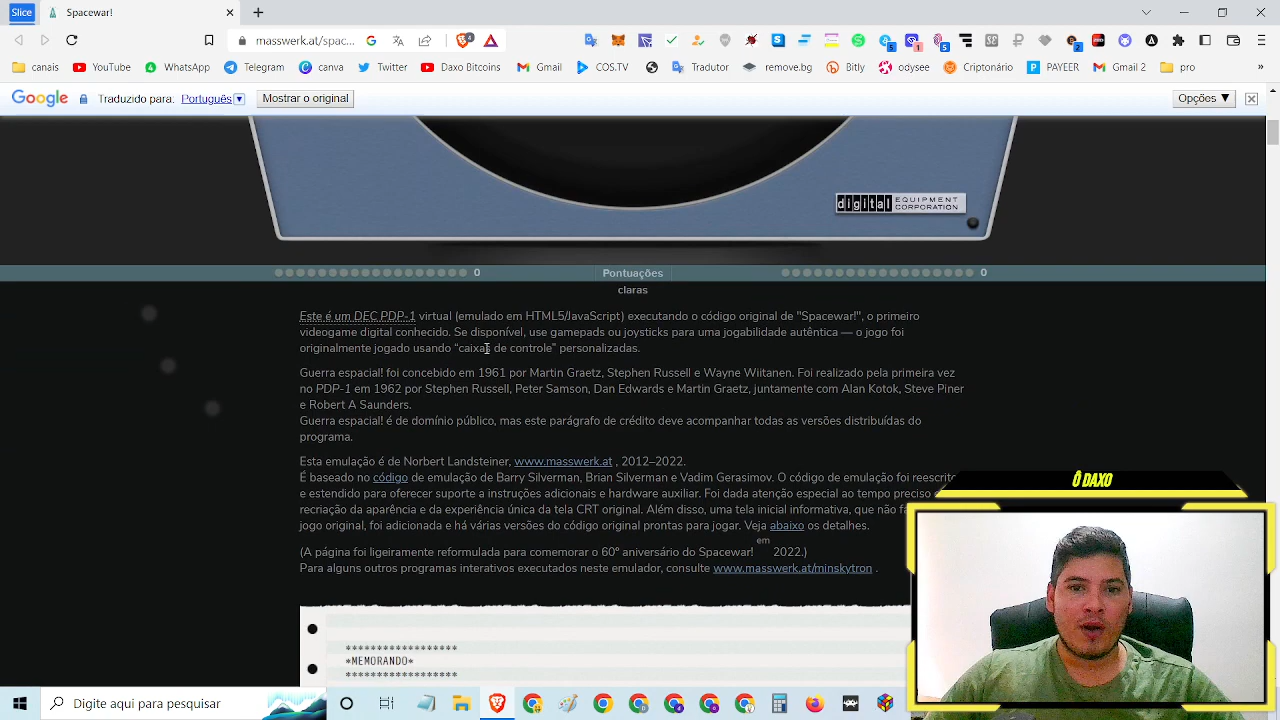 Slice
Spacewar!
masswerk.at/spac...
canais
YouTube
WhatsApp
Telegram
canva
Twitter
Daxo Bitcoins
Gmail
COS.TV
Tradutor
remove.bg
Bitly
odysee
Criptonário
PAYEER
Gmail 2
pro
»
Google
Traduzido para: Português
Mostrar o original
Opções ▼
digital EQUIPMENT CORPORATION
0
Pontuações
0
claras
Este é um DEC PDP-1 virtual (emulado em HTML5/JavaScript) executando o código original de "Spacewar!", o primeiro
videogame digital conhecido. Se disponível, use gamepads ou joysticks para uma jogabilidade autêntica — o jogo foi
originalmente jogado usando “caixas de controle” personalizadas.
Guerra espacial! foi concebido em 1961 por Martin Graetz, Stephen Russell e Wayne Wiitanen. Foi realizado pela primeira vez
no PDP-1 em 1962 por Stephen Russell, Peter Samson, Dan Edwards e Martin Graetz, juntamente com Alan Kotok, Steve Piner
e Robert A Saunders.
Guerra espacial! é de domínio público, mas este parágrafo de crédito deve acompanhar todas as versões distribuídas do
programa.
Esta emulação é de Norbert Landsteiner, www.masswerk.at , 2012–2022.
É baseado no código de emulação de Barry Silverman, Brian Silverman e Vadim Gerasimov. O código de emulação foi reescrito
e estendido para oferecer suporte a instruções adicionais e hardware auxiliar. Foi dada atenção especial ao tempo preciso
recriação da aparência e da experiência única da tela CRT original. Além disso, uma tela inicial informativa, que não
jogo original, foi adicionada e há várias versões do código original prontas para jogar. Veja abaixo os detalhes.
em
(A página foi ligeiramente reformulada para comemorar o 60º aniversário do Spacewar! 2022.)
Para alguns outros programas interativos executados neste emulador, consulte www.masswerk.at/minskytron .
*****************
*MEMORANDO*
*****************
Ô DAXO
Digite aqui para pesquisar